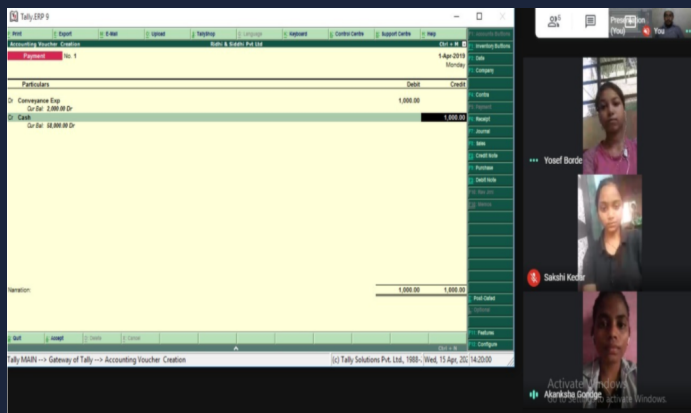 Tally.ERP 9
Print Export E-Mail Upload TallyShop Language Keyboard Control Centre Support Centre Help
Accounting Voucher Creation Ridhi & Siddhi Pvt Ltd Ctrl + M
Payment No. 1 1-Apr-2019
Monday
Particulars Debit Credit
Dr Conveyance Exp 1,000.00
Cur Bal: 2,000.00 Dr
Cr Cash 1,000.00
Cur Bal: 58,000.00 Dr
Narration: 1,000.00 1,000.00
Quit Accept Delete Cancel
Ctrl + N
Tally MAIN --> Gateway of Tally --> Accounting Voucher Creation (c) Tally Solutions Pvt. Ltd., 1988- Wed, 15 Apr, 202 14:20:00
Accounts Buttons
Inventory Buttons
F2 Date
Company
Contra
Payment
Receipt
Journal
Sales
Credit Note
Purchase
Debit Note
Post-Dated
Optional
Features
Configure
(You)
You
Yosef Borde
Sakshi Kedar
Akanksha Gordge
Activate Windows
Go to Settings to activate Windows.